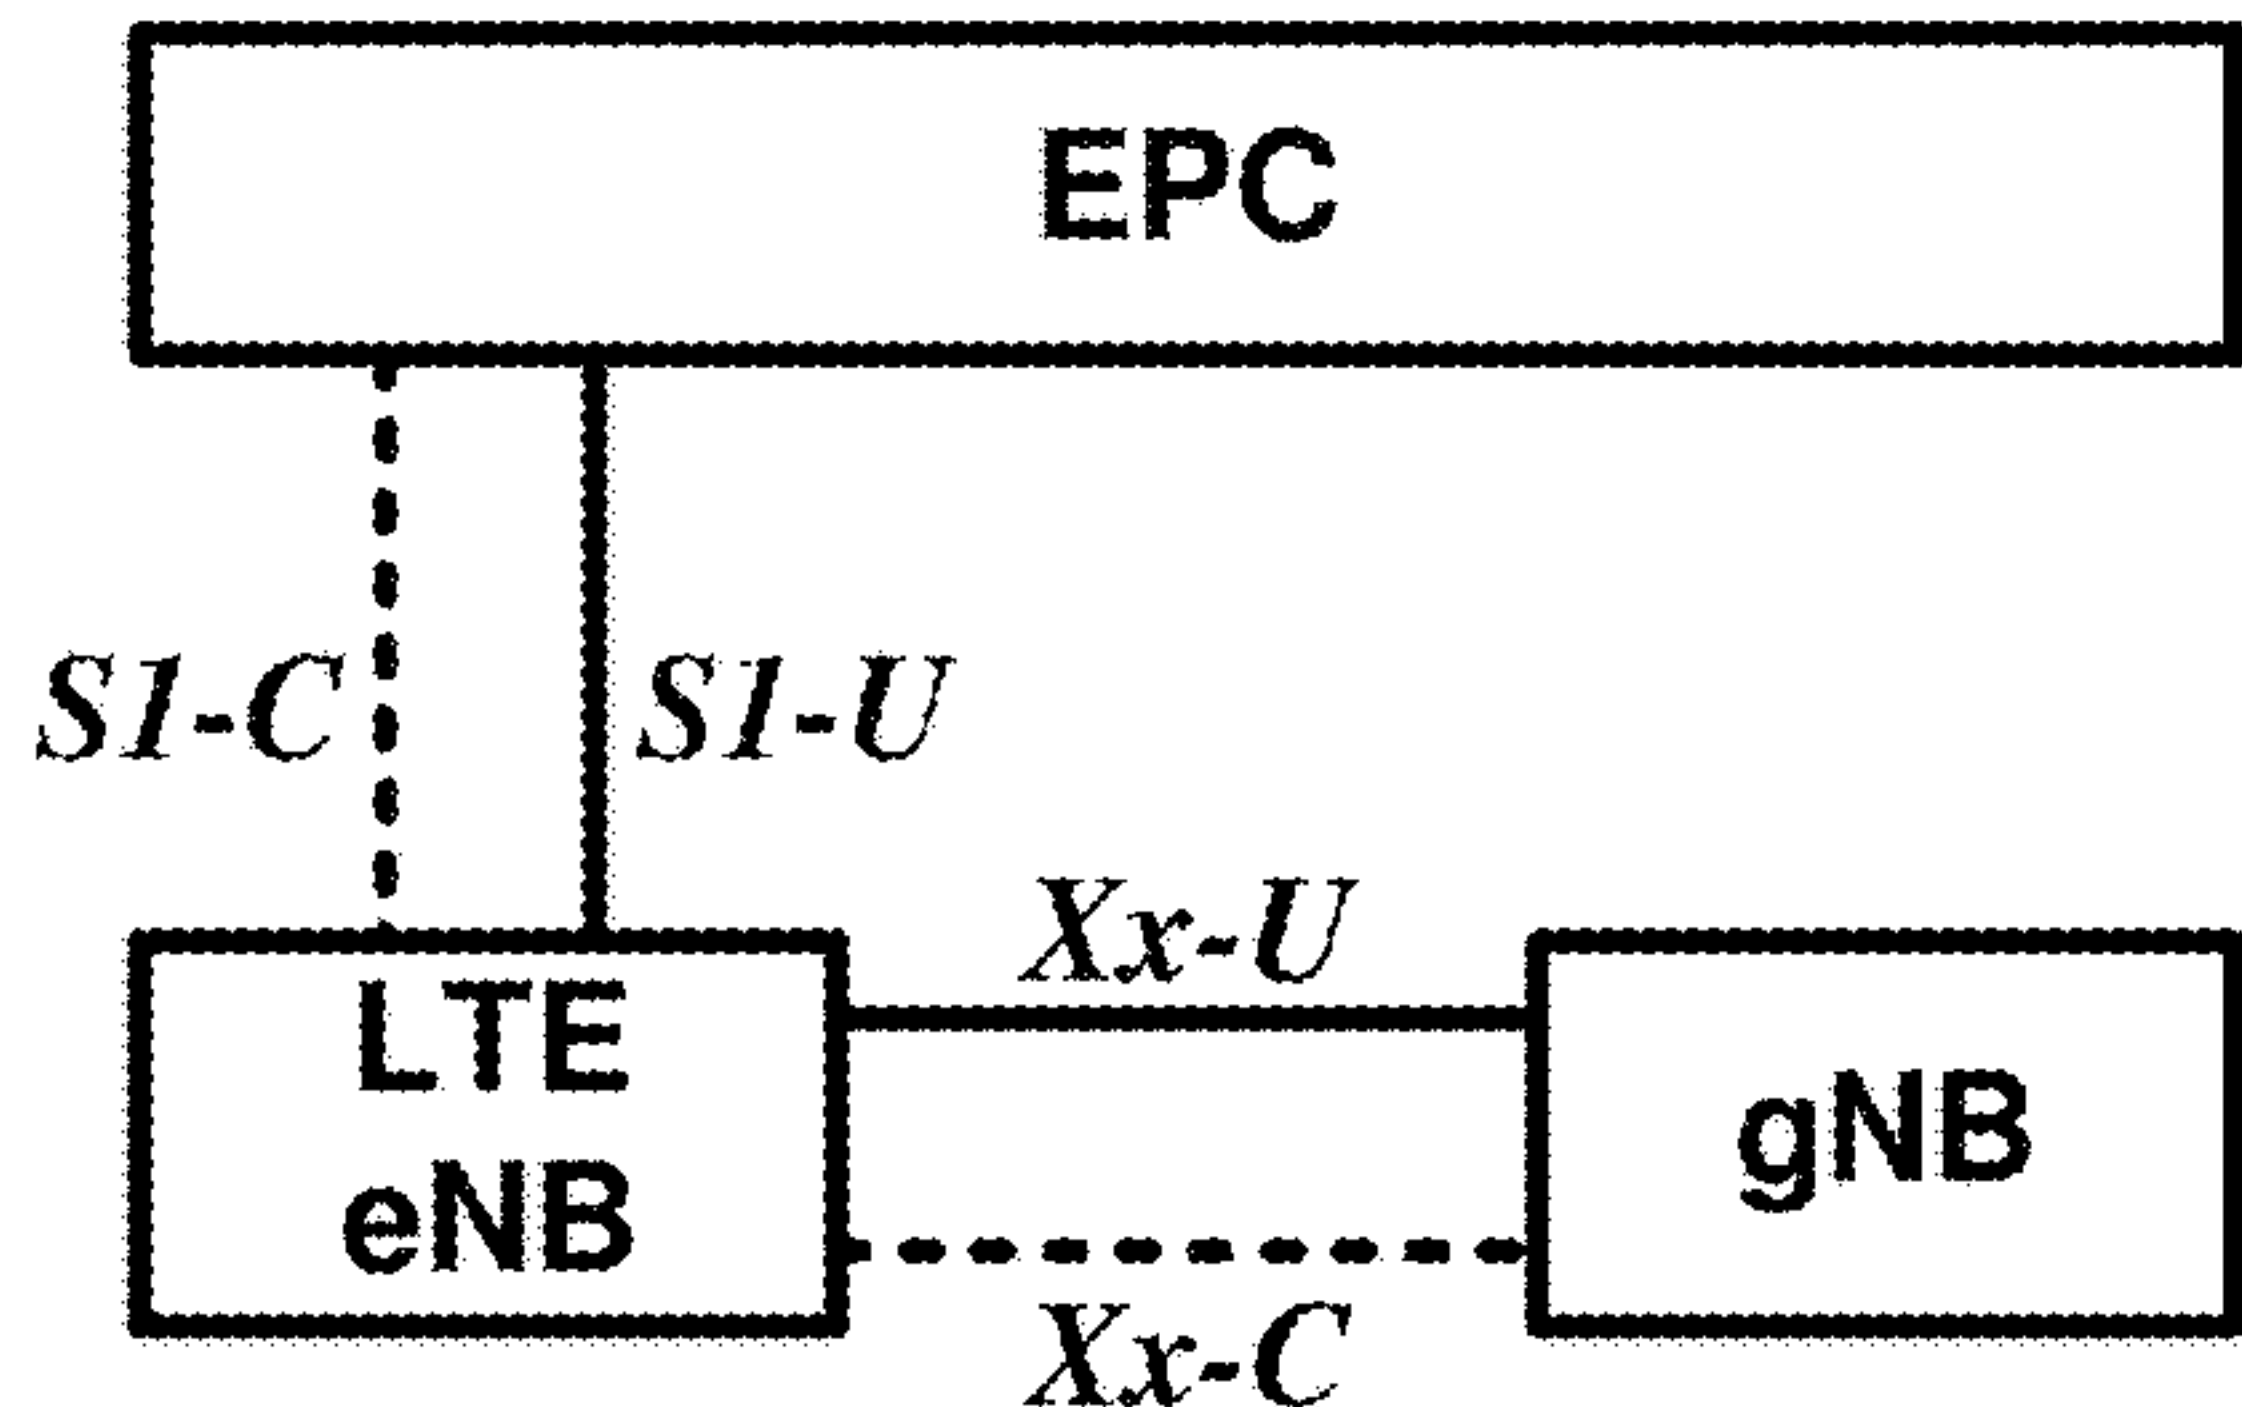 EPC
S1-C
S1-U
Xx-U
LTE
eNB
gNB
Xx-C